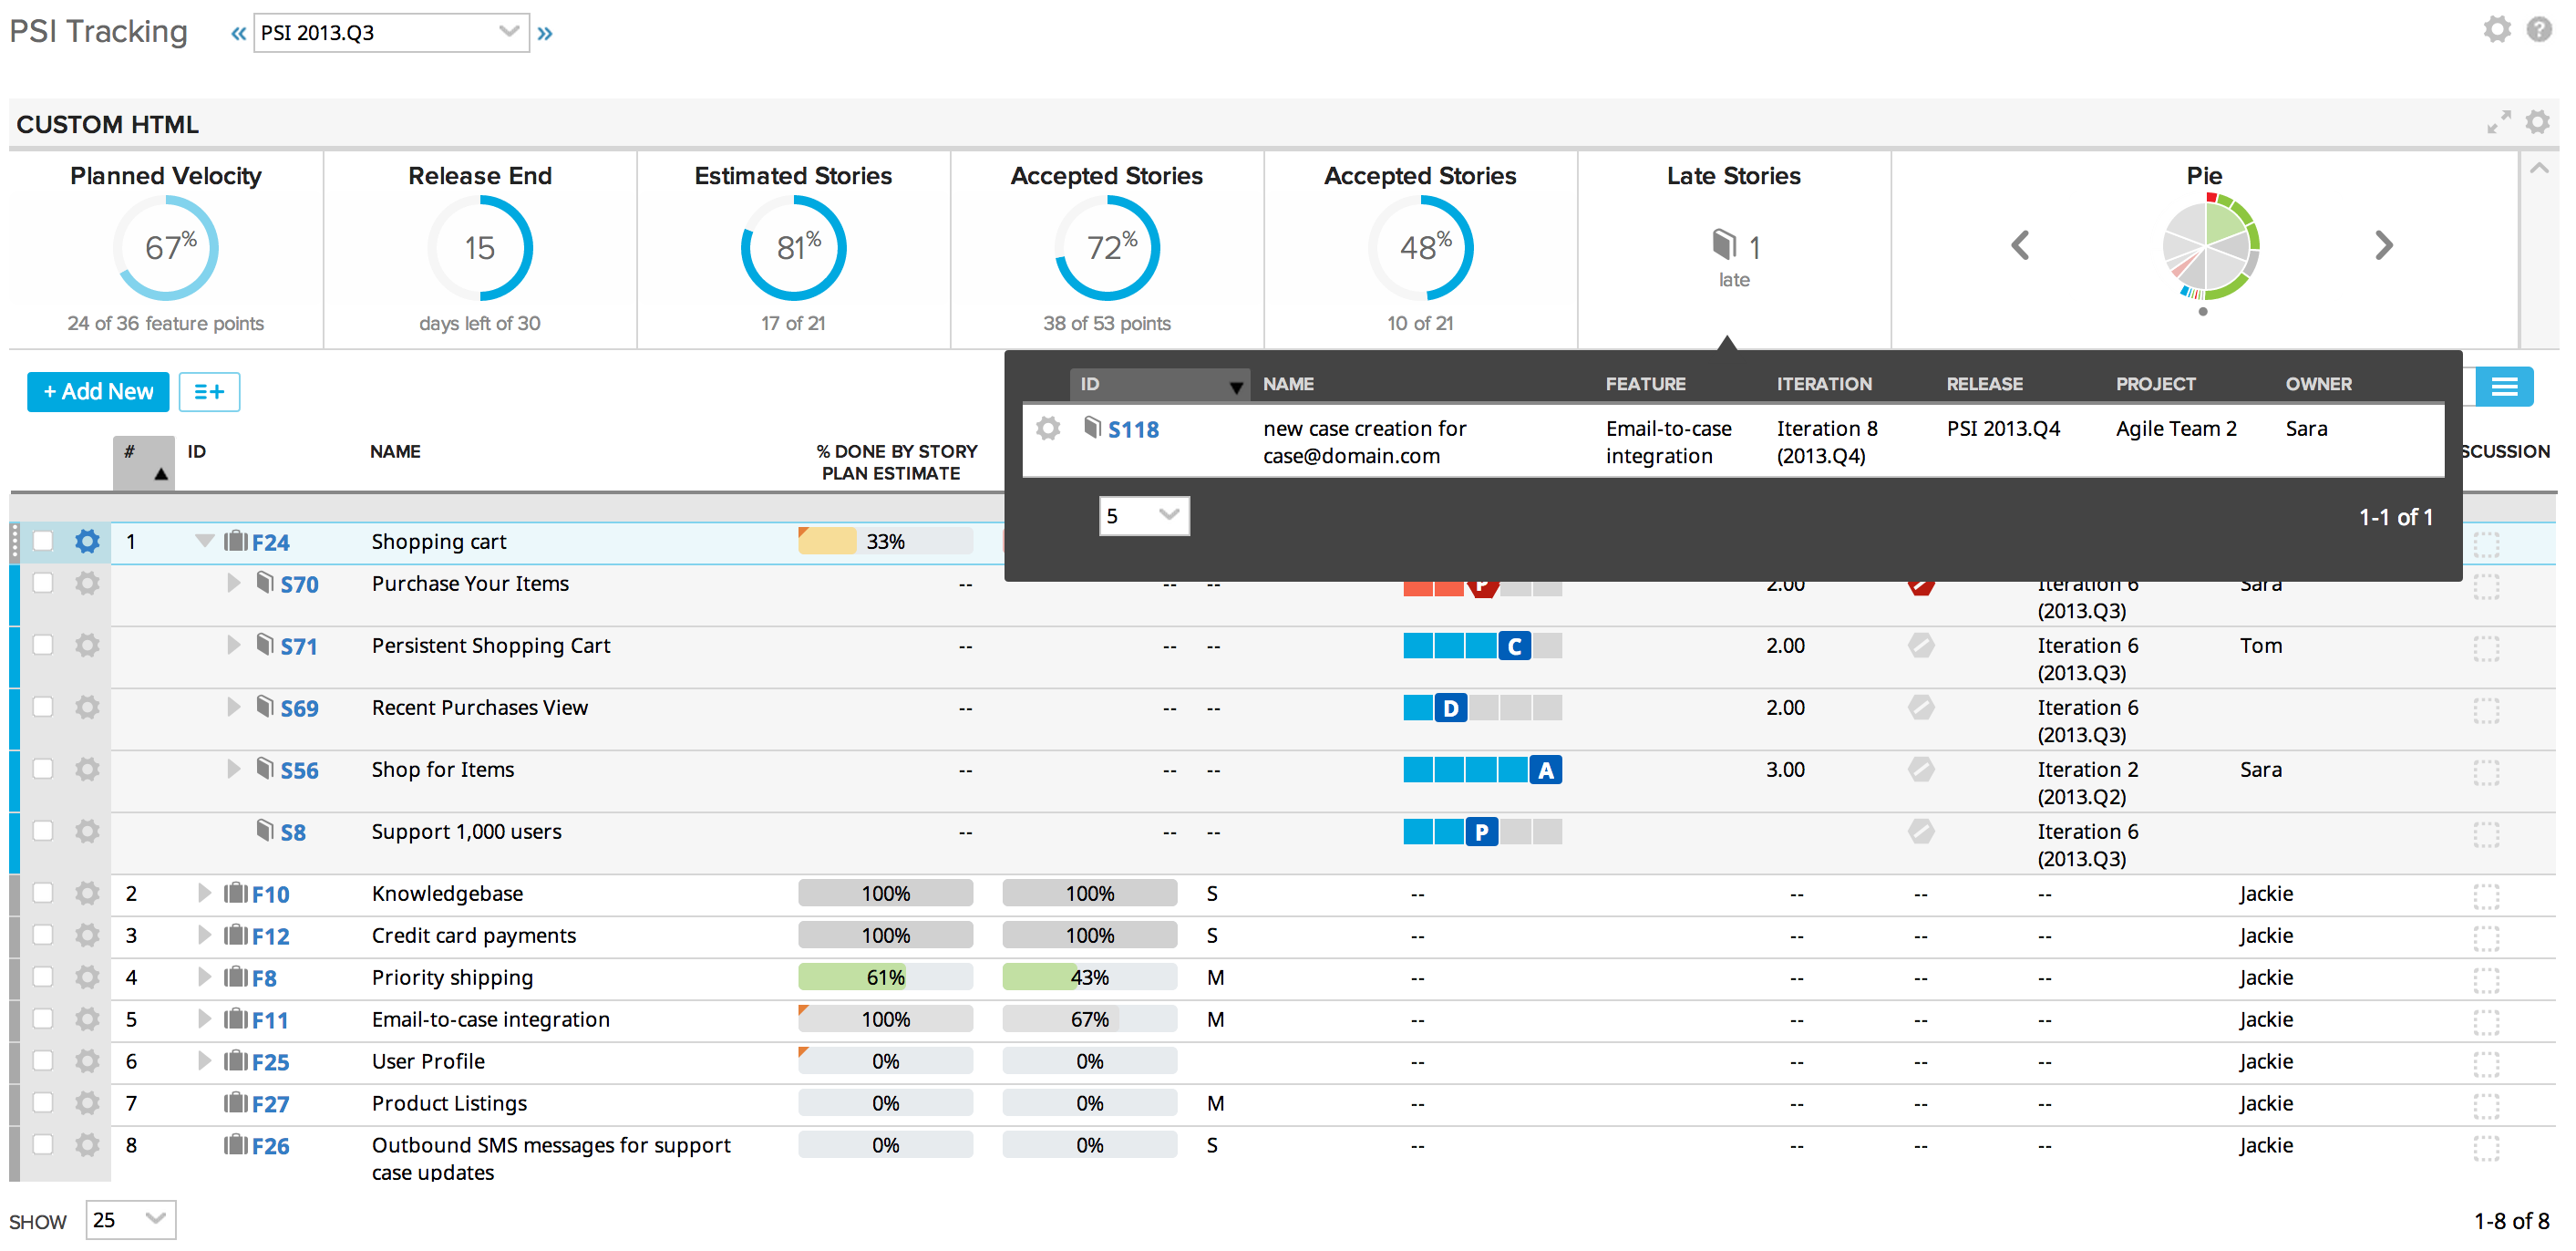 PSI Tracking « PSI 2013.Q3 »
CUSTOM HTML
Planned Velocity Release End Estimated Stories Accepted Stories Accepted Stories Late Stories Pie
67% 15 81% 72% 48% 1
late
24 of 36 feature points days left of 30 17 of 21 38 of 53 points 10 of 21
+ Add New
ID NAME FEATURE ITERATION RELEASE PROJECT OWNER
S118 new case creation for Email-to-case Iteration 8 PSI 2013.Q4 Agile Team 2 Sara
case@domain.com integration (2013.Q4)
5 1-1 of 1
# ID NAME % DONE BY STORY SCUSSION
PLAN ESTIMATE
1 F24 Shopping cart 33%
S70 Purchase Your Items -- -- -- P 2.00 Iteration 6 Sara
(2013.Q3)
S71 Persistent Shopping Cart -- -- -- C 2.00 Iteration 6 Tom
(2013.Q3)
S69 Recent Purchases View -- -- -- D 2.00 Iteration 6
(2013.Q3)
S56 Shop for Items -- -- -- A 3.00 Iteration 2 Sara
(2013.Q2)
S8 Support 1,000 users -- -- -- P Iteration 6
(2013.Q3)
2 F10 Knowledgebase 100% 100% S -- -- -- -- Jackie
3 F12 Credit card payments 100% 100% S -- -- -- -- Jackie
4 F8 Priority shipping 61% 43% M -- -- -- -- Jackie
5 F11 Email-to-case integration 100% 67% M -- -- -- -- Jackie
6 F25 User Profile 0% 0% -- -- -- -- Jackie
7 F27 Product Listings 0% 0% M -- -- -- -- Jackie
8 F26 Outbound SMS messages for support 0% 0% S -- -- -- -- Jackie
case updates
SHOW 25 1-8 of 8